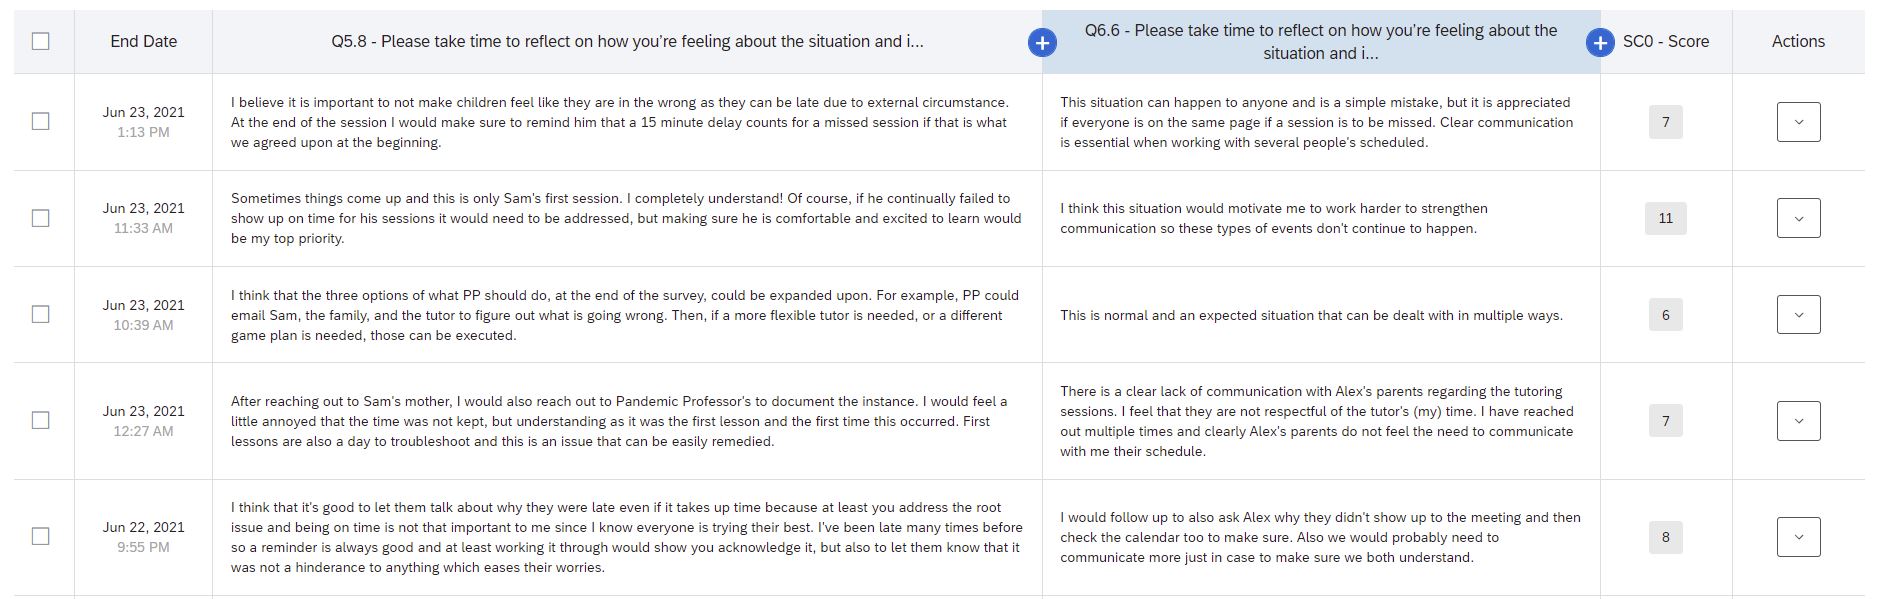 End Date
Q5.8 - Please take time to reflect on how you're feeling about the situation and i...
Q6.6 - Please take time to reflect on how you're feeling about the
situation and i...
SC0 - Score
Actions
Jun 23, 2021
1:13 PM
I believe it is important to not make children feel like they are in the wrong as they can be late due to external circumstance.
At the end of the session I would make sure to remind him that a 15 minute delay counts for a missed session if that is what
we agreed upon at the beginning.
This situation can happen to anyone and is a simple mistake, but it is appreciated
if everyone is on the same page if a session is to be missed. Clear communication
is essential when working with several people's scheduled.
7
Jun 23, 2021
11:33 AM
Sometimes things come up and this is only Sam's first session. I completely understand! Of course, if he continually failed to
show up on time for his sessions it would need to be addressed, but making sure he is comfortable and excited to learn would
be my top priority.
I think this situation would motivate me to work harder to strengthen
communication so these types of events don't continue to happen.
11
Jun 23, 2021
10:39 AM
I think that the three options of what PP should do, at the end of the survey, could be expanded upon. For example, PP could
email Sam, the family, and the tutor to figure out what is going wrong. Then, if a more flexible tutor is needed, or a different
game plan is needed, those can be executed.
This is normal and an expected situation that can be dealt with in multiple ways.
6
Jun 23, 2021
12:27 AM
After reaching out to Sam's mother, I would also reach out to Pandemic Professor's to document the instance. I would feel a
little annoyed that the time was not kept, but understanding as it was the first lesson and the first time this occurred. First
lessons are also a day to troubleshoot and this is an issue that can be easily remedied.
There is a clear lack of communication with Alex's parents regarding the tutoring
sessions. I feel that they are not respectful of the tutor's (my) time. I have reached
out multiple times and clearly Alex's parents do not feel the need to communicate
with me their schedule.
7
Jun 22, 2021
9:55 PM
I think that it's good to let them talk about why they were late even if it takes up time because at least you address the root
issue and being on time is not that important to me since I know everyone is trying their best. I've been late many times before
so a reminder is always good and at least working it through would show you acknowledge it, but also to let them know that it
was not a hinderance to anything which eases their worries.
I would follow up to also ask Alex why they didn't show up to the meeting and then
check the calendar too to make sure. Also we would probably need to
communicate more just in case to make sure we both understand.
8